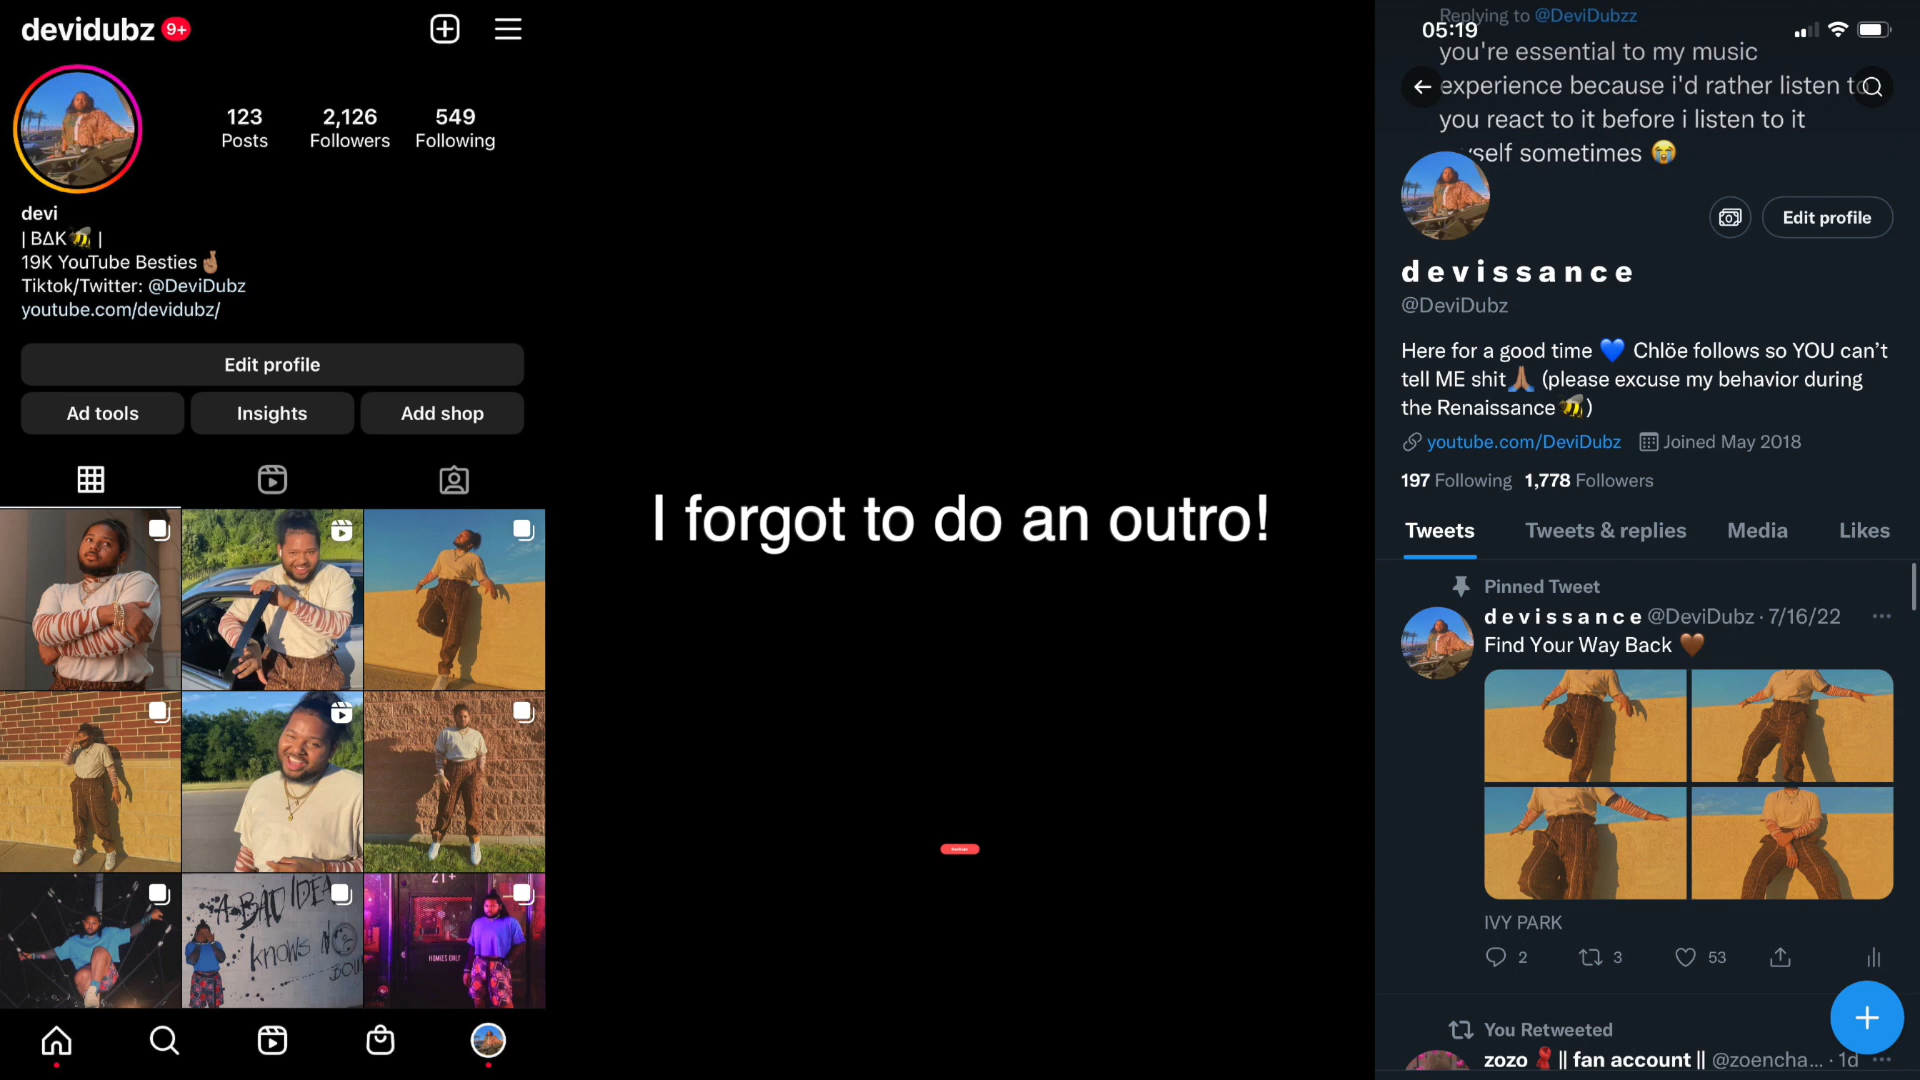 devidubz 9+
123 2,126 549
Posts Followers Following
devi
| BΔK🐝 |
19K YouTube Besties🤞🏽
Tiktok/Twitter: @DeviDubz
youtube.com/devidubz/
Edit profile
Ad tools Insights Add shop
21+
HOMIES ONLY
A BAD IDEA
KNOWS NO
I forgot to do an outro!
Replying to @DeviDubzz
05:19
you're essential to my music
experience because i'd rather listen to
you react to it before i listen to it
self sometimes 😭
Edit profile
devissance
@DeviDubz
Here for a good time 💙 Chlöe follows so YOU can’t
tell ME shit🙏🏽 (please excuse my behavior during
the Renaissance🐝)
youtube.com/DeviDubz Joined May 2018
197 Following 1,778 Followers
Tweets Tweets & replies Media Likes
Pinned Tweet
devissance @DeviDubz · 7/16/22
Find Your Way Back 🤎
IVY PARK
2 3 53
You Retweeted
zozo || fan account || @zoencha... · 1d